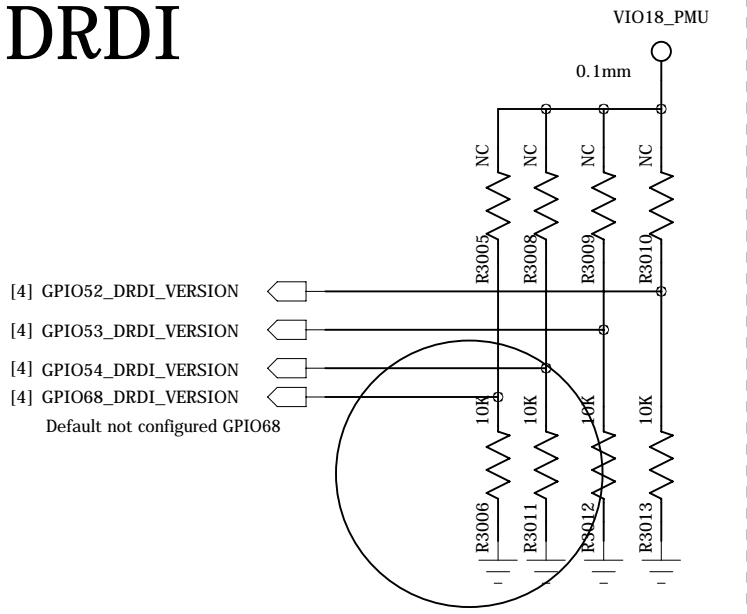 DRDI
VIO18_PMU
0.1mm
NC NC NC NC
R3005 R3008 R3009 R3010
[4] GPIO52_DRDI_VERSION
[4] GPIO53_DRDI_VERSION
[4] GPIO54_DRDI_VERSION
[4] GPIO68_DRDI_VERSION
Default not configured GPIO68
10K 10K 10K 10K
R3006 R3011 R3012 R3013